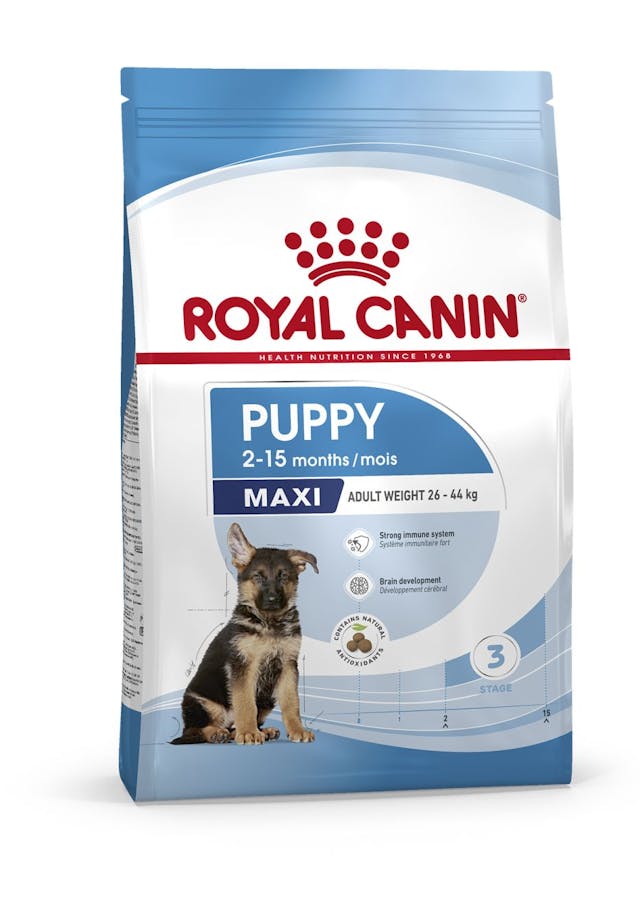 ROYAL CANIN®
HEALTH NUTRITION SINCE 1968
PUPPY
2-15 months/mois
MAXI ADULT WEIGHT 26 - 44 kg
Strong immune system
Système immunitaire fort
Brain development
Développement cérébral
CONTAINS NATURAL
ANTIOXIDANTS
3
STAGE
0 1 2 15